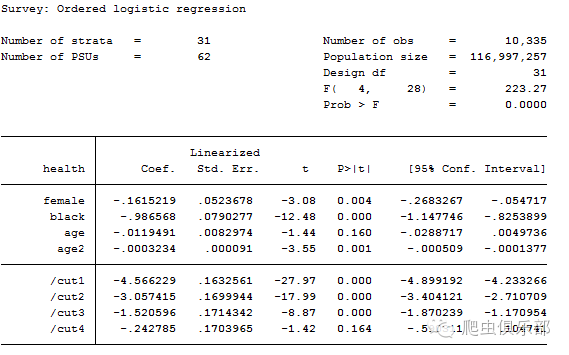 Survey: Ordered logistic regression
Number of strata = 31 Number of obs = 10,335
Number of PSUs = 62 Population size = 116,997,257
Design df = 31
F( 4, 28) = 223.27
Prob > F = 0.0000
Linearized
health Coef. Std. Err. t P>|t| [95% Conf. Interval]
female -.1615219 .0523678 -3.08 0.004 -.2683267 -.054717
black -.986568 .0790277 -12.48 0.000 -1.147746 -.8253899
age -.0119491 .0082974 -1.44 0.160 -.0288717 .0049736
age2 -.0003234 .000091 -3.55 0.001 -.000509 -.0001377
/cut1 -4.566229 .1632561 -27.97 0.000 -4.899192 -4.233266
/cut2 -3.057415 .1699944 -17.99 0.000 -3.404121 -2.710709
/cut3 -1.520596 .1714342 -8.87 0.000 -1.870239 -1.170954
/cut4 -.242785 .1703965 -1.42 0.164
爬虫俱乐部